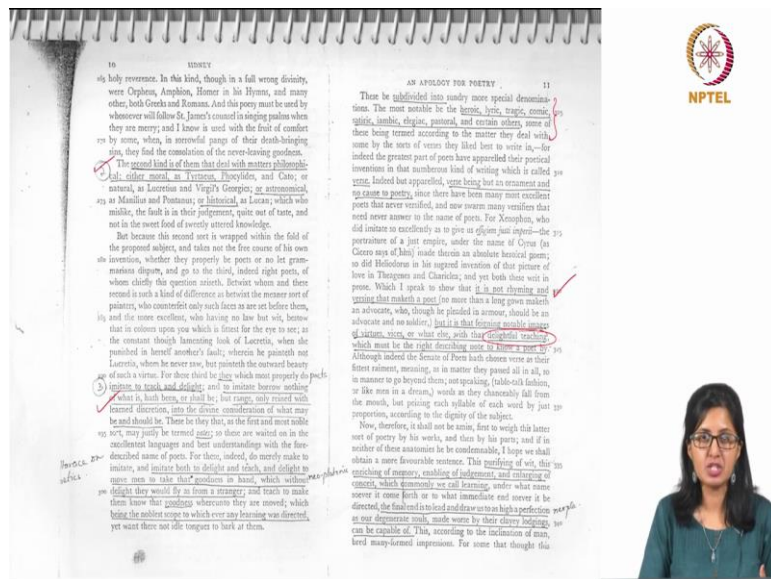 10 SIDNEY
265 holy reverence. In this kind, though in a full wrong divinity,
were Orpheus, Amphion, Homer in his Hymns, and many
other, both Greeks and Romans. And this poesy must be used by
whosoever will follow St. James's counsel in singing psalms when
they are merry; and I know is used with the fruit of comfort
270 by some, when, in sorrowful pangs of their death-bringing
sins, they find the consolation of the never-leaving goodness.
2 The second kind is of them that deal with matters philosophi-
cal; either moral, as Tyrtaeus, Phocylides, and Cato; or
natural, as Lucretius and Virgil's Georgics; or astronomical,
275 as Manilius and Pontanus; or historical, as Lucan; which who
mislike, the fault is in their judgement, quite out of taste, and
not in the sweet food of sweetly uttered knowledge.
But because this second sort is wrapped within the fold of
the proposed subject, and takes not the free course of his own
280 invention, whether they properly be poets or no let gram-
marians dispute, and go to the third, indeed right poets, of
whom chiefly this question ariseth. Betwixt whom and these
second is such a kind of difference as betwixt the meaner sort of
painters, who counterfeit only such faces as are set before them,
285 and the more excellent, who having no law but wit, bestow
that in colours upon you which is fittest for the eye to see; as
the constant though lamenting look of Lucretia, when she
punished in herself another's fault; wherein he painteth not
Lucretia, whom he never saw, but painteth the outward beauty
290 of such a virtue. For these third be they which most properly do poets
3 imitate to teach and delight; and to imitate borrow nothing
of what is, hath been, or shall be; but range, only reined with
learned discretion, into the divine consideration of what may
be and should be. These be they that, as the first and most noble
295 sort, may justly be termed vates; so these are waited on in the
excellentest languages and best understandings with the fore-
described name of poets. For these, indeed, do merely make to
imitate, and imitate both to delight and teach, and delight to
move men to take that goodness in hand, which without
300 delight they would fly as from a stranger; and teach to make
them know that goodness whereunto they are moved; which
being the noblest scope to which ever any learning was directed,
yet want there not idle tongues to bark at them.
Horace on
AN APOLOGY FOR POETRY 11
These be subdivided into sundry more special denomina-
tions. The most notable be the heroic, lyric, tragic, comic, 305
satiric, iambic, elegiac, pastoral, and certain others, some of
these being termed according to the matter they deal with
some by the sorts of verses they liked best to write in,—for
indeed the greatest part of poets have apparelled their poetical
inventions in that numbrous kind of writing which is called 310
verse. Indeed but apparelled, verse being but an ornament and
no cause to poetry, since there have been many most excellent
poets that never versified, and now swarm many versifiers that
need never answer to the name of poets. For Xenophon, who
did imitate so excellently as to give us effigiem justi imperii—the 315
portraiture of a just empire, under the name of Cyrus (as
Cicero says of him) made therein an absolute heroical poem;
so did Heliodorus in his sugared invention of that picture of
love in Theagenes and Chariclea; and yet both these writ in
prose. Which I speak to show that it is not rhyming and
versing that maketh a poet (no more than a long gown maketh
an advocate, who, though he pleaded in armour, should be an
advocate and no soldier,) but it is that feigning notable images
of virtues, vices, or what else, with that delightful teaching,
which must be the right describing note to know a poet by. 325
Although indeed the Senate of Poets hath chosen verse as their
fittest raiment, meaning, as in matter they passed all in all, so
in manner to go beyond them; not speaking, (table-talk fashion,
or like men in a dream,) words as they chanceably fall from
the mouth, but peizing each syllable of each word by just 330
proportion, according to the dignity of the subject.
Now, therefore, it shall not be amiss, first to weigh this latter
sort of poetry by his works, and then by his parts; and if in
neither of these anatomies he be condemnable, I hope we shall
obtain a more favourable sentence. This purifying of wit, this 335
enriching of memory, enabling of judgement, and enlarging of
conceit, which commonly we call learning, under what name
soever it come forth or to what immediate end soever it be
directed, the final end is to lead and draw us to as high a perfection
as our degenerate souls, made worse by their clayey lodgings, 340
can be capable of. This, according to the inclination of man,
bred many-formed impressions. For some that thought this
NPTEL